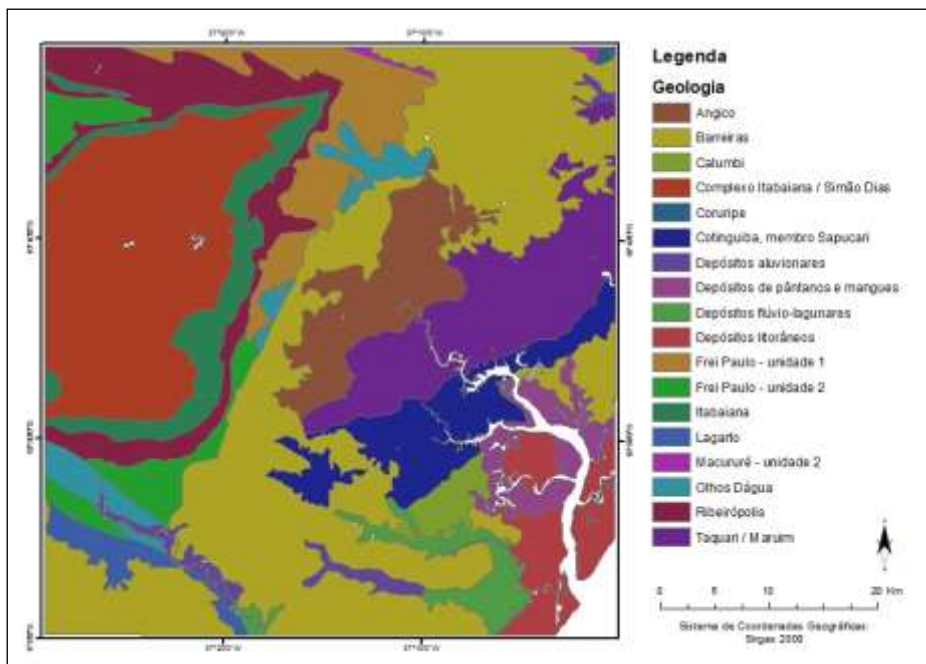 Legenda
Geologia
Angico
Barreiras
Calumbi
Complexo Itabaiana / Simão Dias
Coruripe
Cotinguiba, membro Sapucari
Depósitos aluvionares
Depósitos de pântanos e mangues
Depósitos flúvio-lagunares
Depósitos litorâneos
Frei Paulo - unidade 1
Frei Paulo - unidade 2
Itabaiana
Lagarto
Macururé - unidade 2
Olhos Dágua
Ribeirópolis
Taquari / Maruim
0 5 10 20 Km
Sistema de Coordenadas Geográficas:
Sirgas 2000